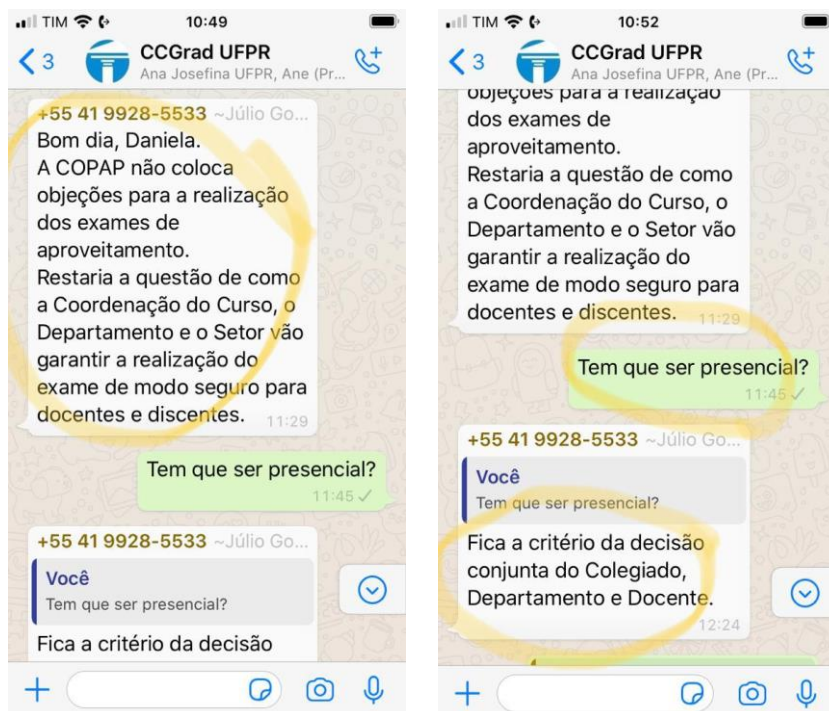 TIM
10:49
3
CCGrad UFPR
Ana Josefina UFPR, Ane (Pr...
+55 41 9928-5533 ~Júlio Go...
Bom dia, Daniela.
A COPAP não coloca
objeções para a realização
dos exames de
aproveitamento.
Restaria a questão de como
a Coordenação do Curso, o
Departamento e o Setor vão
garantir a realização do
exame de modo seguro para
docentes e discentes. 11:29
Tem que ser presencial?
11:45
+55 41 9928-5533 ~Júlio Go...
Você
Tem que ser presencial?
Fica a critério da decisão
TIM
10:52
3
CCGrad UFPR
Ana Josefina UFPR, Ane (Pr...
objeções para a realização
dos exames de
aproveitamento.
Restaria a questão de como
a Coordenação do Curso, o
Departamento e o Setor vão
garantir a realização do
exame de modo seguro para
docentes e discentes. 11:29
Tem que ser presencial?
11:45
+55 41 9928-5533 ~Júlio Go...
Você
Tem que ser presencial?
Fica a critério da decisão
conjunta do Colegiado,
Departamento e Docente.
12:24